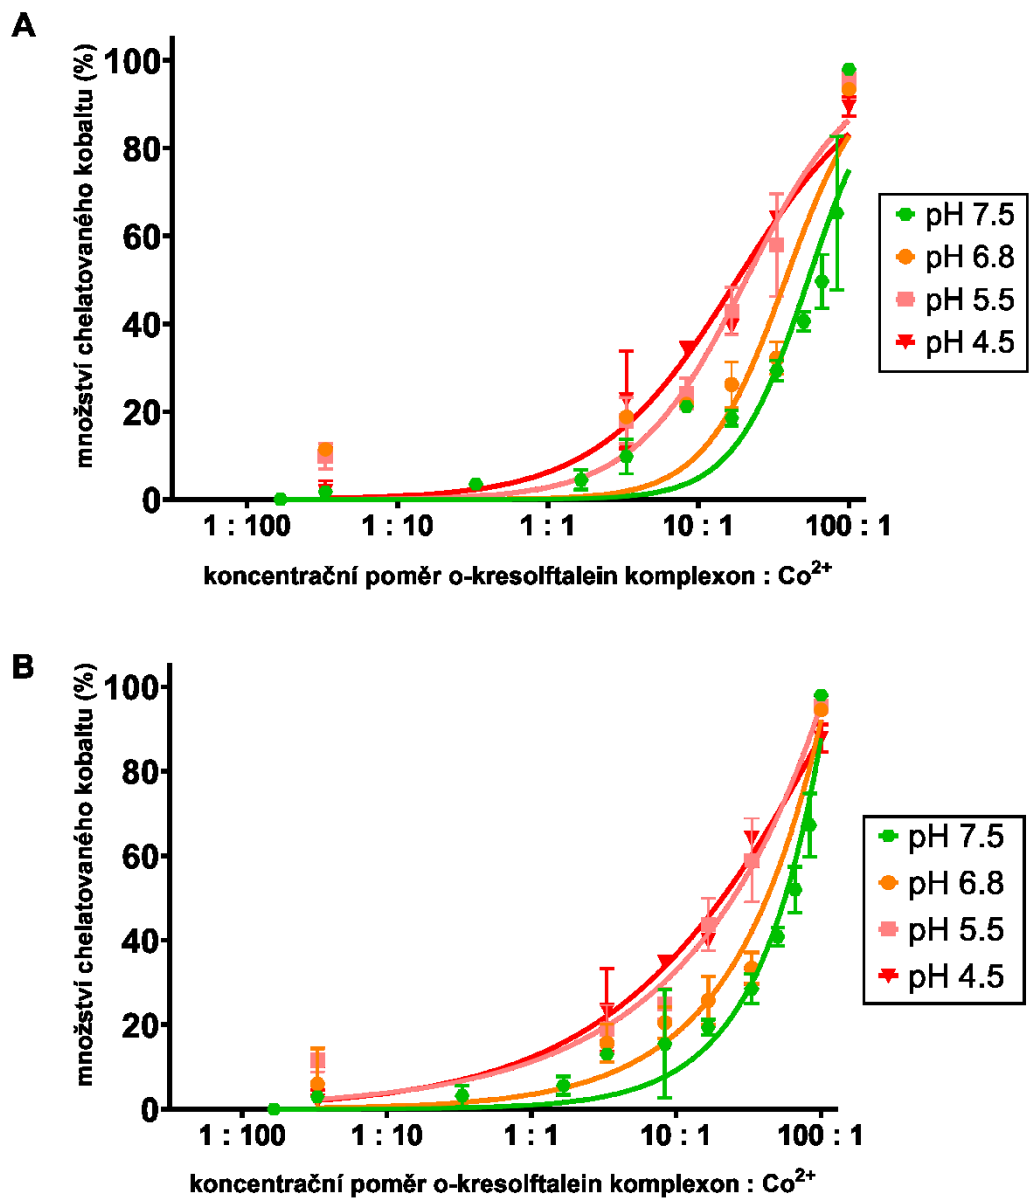 A
množství chelatovaného kobaltu (%)
100
80
60
40
20
0
1 : 100
1 : 10
1 : 1
10 : 1
100 : 1
koncentrační poměr o-kresolftalein komplexon : Co²⁺
pH 7.5
pH 6.8
pH 5.5
pH 4.5
B
množství chelatovaného kobaltu (%)
100
80
60
40
20
0
1 : 100
1 : 10
1 : 1
10 : 1
100 : 1
koncentrační poměr o-kresolftalein komplexon : Co²⁺
pH 7.5
pH 6.8
pH 5.5
pH 4.5